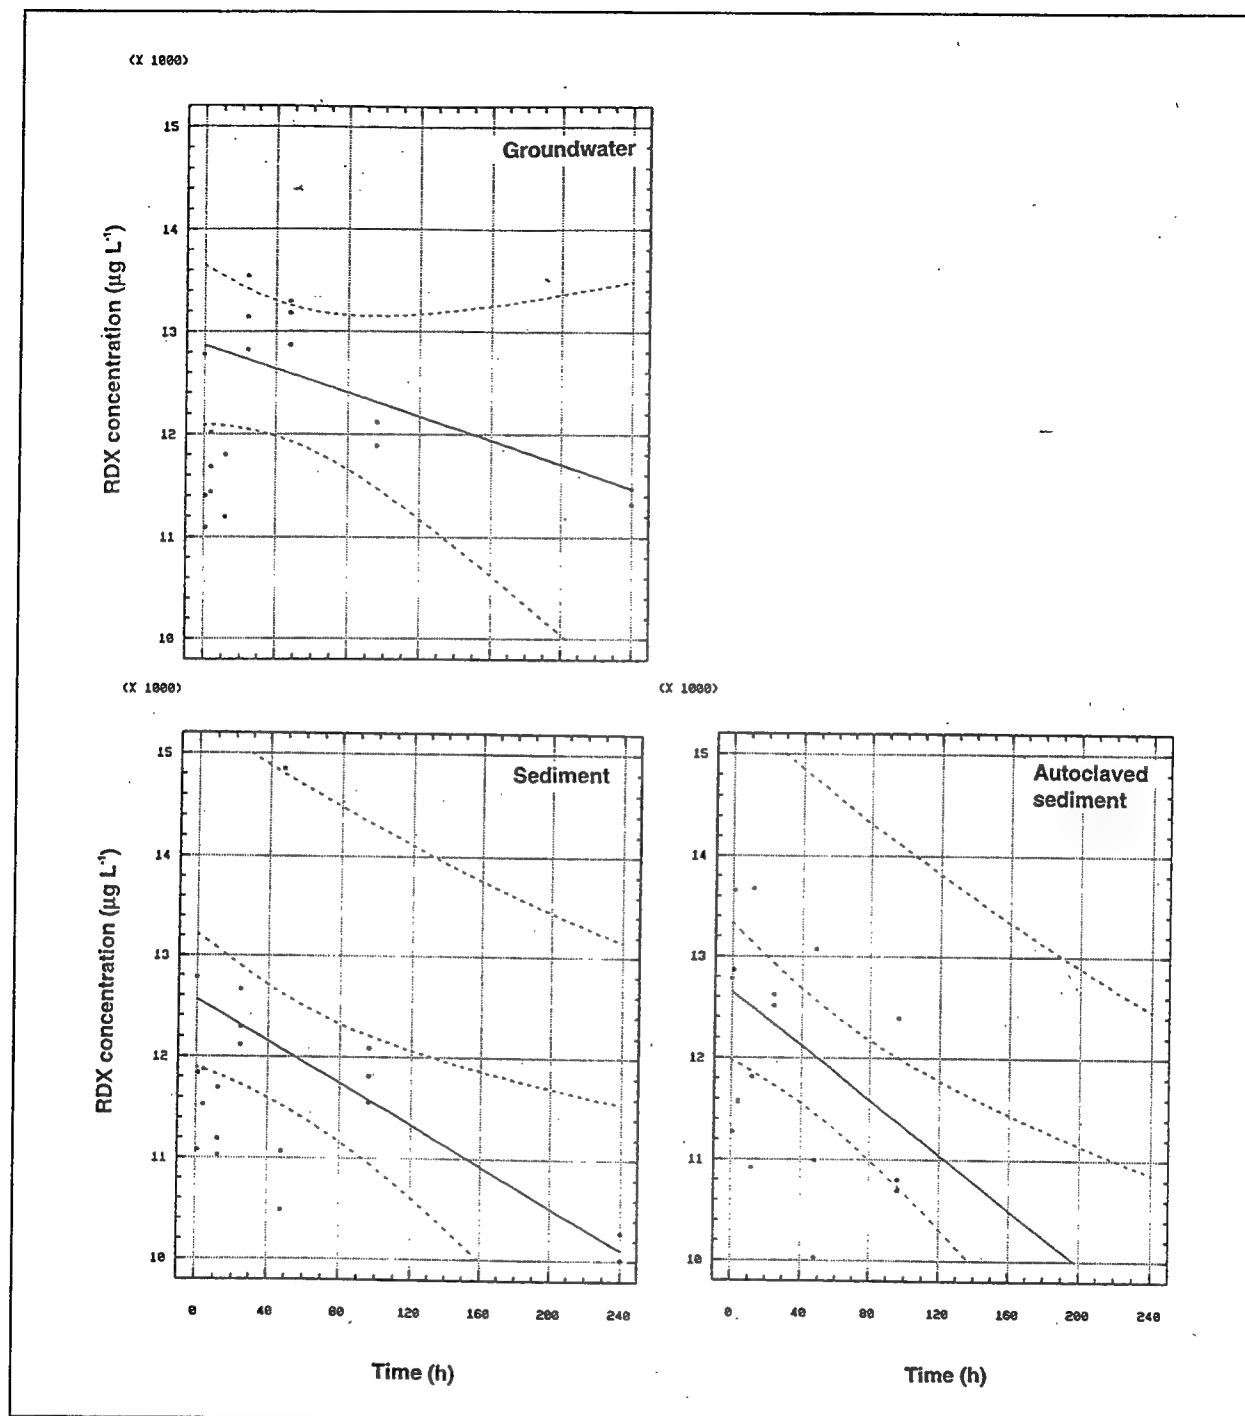 (X 1000)
15
14
13
12
11
10
RDX concentration (µg L⁻¹)
Groundwater
(X 1000)
15
14
13
12
11
10
RDX concentration (µg L⁻¹)
Sediment
0 40 80 120 160 200 240
Time (h)
(X 1000)
15
14
13
12
11
10
Autoclaved
sediment
0 40 80 120 160 200 240
Time (h)